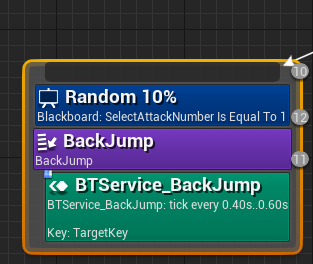 10
Random 10%
Blackboard: SelectAttackNumber Is Equal To 1
12
BackJump
BackJump
11
BTService_BackJump
BTService_BackJump: tick every 0.40s..0.60s
Key: TargetKey